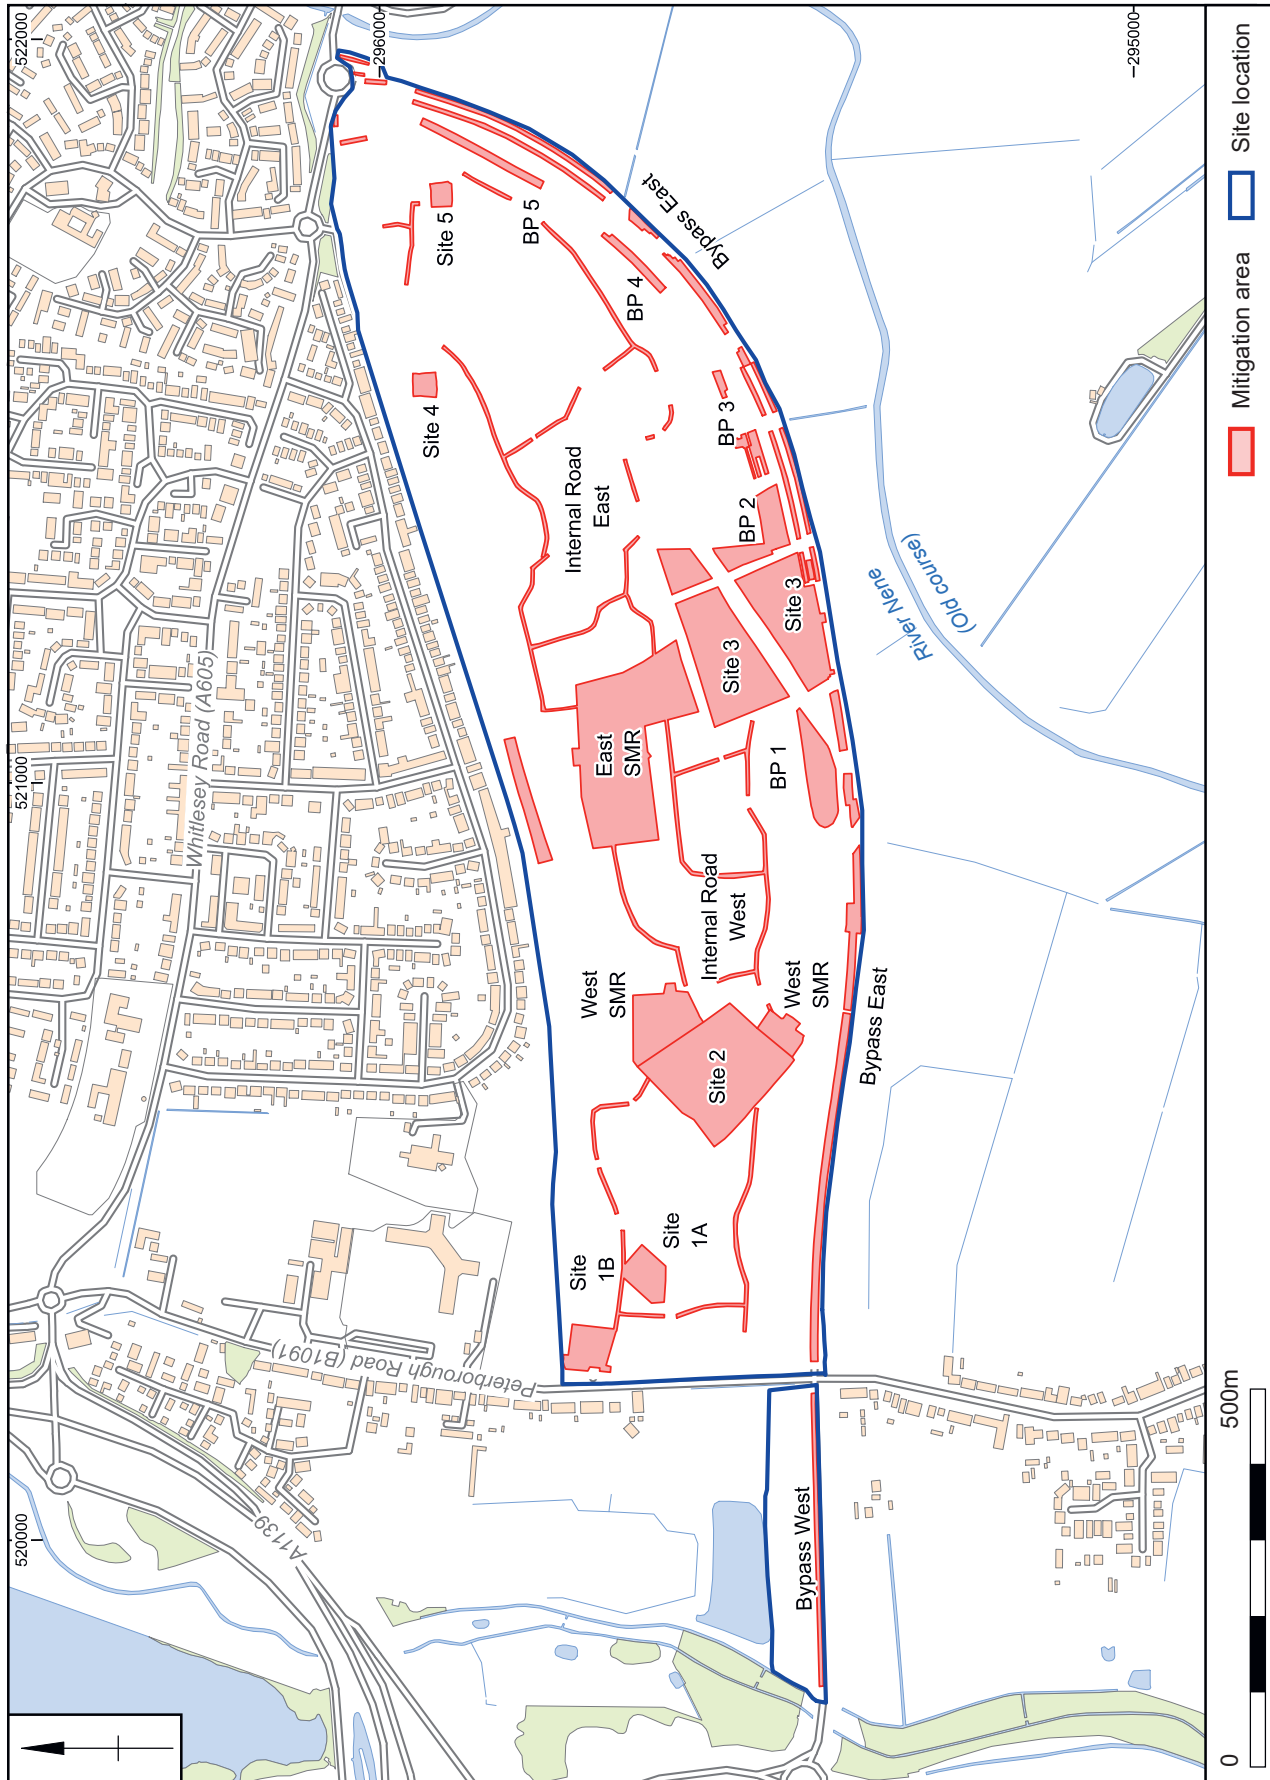 520000
521000
522000
296000
295000
Whittlesey Road (A605)
Peterborough Road (B1091)
A1139
Site
1B
Site
1A
West
SMR
Site 2
West
SMR
Internal Road
West
East
SMR
BP 1
Site 3
Site 3
Internal Road
East
BP 2
BP 3
Site 4
BP 4
Site 5
BP 5
Bypass East
Bypass East
Bypass West
River Nene
(Old course)
0
500m
Mitigation area
Site location